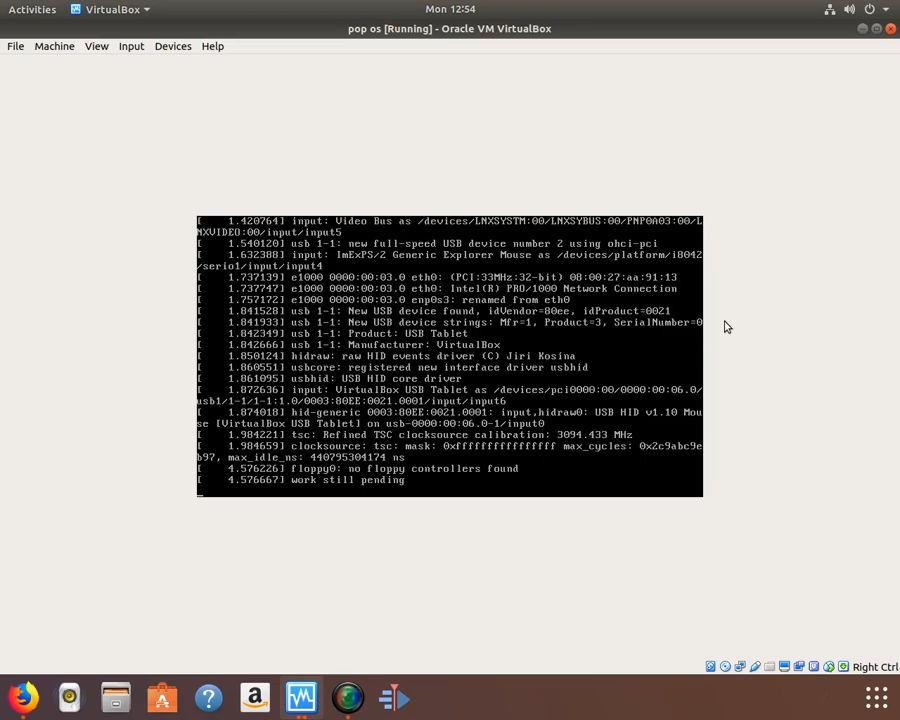 Activities VirtualBox Mon 12:54
pop os [Running] - Oracle VM VirtualBox
File Machine View Input Devices Help
[ 1.420764] input: Video Bus as /devices/LNXSYSTM:00/LNXSYBUS:00/PNP0A03:00/L
NXVIDEO:00/input/input5
[ 1.540120] usb 1-1: new full-speed USB device number 2 using ohci-pci
[ 1.632388] input: ImExPS/2 Generic Explorer Mouse as /devices/platform/i8042
/serio1/input/input4
[ 1.737139] e1000 0000:00:03.0 eth0: (PCI:33MHz:32-bit) 08:00:27:aa:91:13
[ 1.737747] e1000 0000:00:03.0 eth0: Intel(R) PRO/1000 Network Connection
[ 1.757172] e1000 0000:00:03.0 enp0s3: renamed from eth0
[ 1.841528] usb 1-1: New USB device found, idVendor=80ee, idProduct=0021
[ 1.841933] usb 1-1: New USB device strings: Mfr=1, Product=3, SerialNumber=0
[ 1.842349] usb 1-1: Product: USB Tablet
[ 1.842666] usb 1-1: Manufacturer: VirtualBox
[ 1.850124] hidraw: raw HID events driver (C) Jiri Kosina
[ 1.860551] usbcore: registered new interface driver usbhid
[ 1.861095] usbhid: USB HID core driver
[ 1.872636] input: VirtualBox USB Tablet as /devices/pci0000:00/0000:00:06.0/
usb1/1-1/1-1:1.0/0003:80EE:0021.0001/input/input6
[ 1.874018] hid-generic 0003:80EE:0021.0001: input,hidraw0: USB HID v1.10 Mou
se [VirtualBox USB Tablet] on usb-0000:00:06.0-1/input0
[ 1.984221] tsc: Refined TSC clocksource calibration: 3094.433 MHz
[ 1.984659] clocksource: tsc: mask: 0xffffffffffffffff max_cycles: 0x2c9abc9e
b97, max_idle_ns: 440795304174 ns
[ 4.576226] floppy0: no floppy controllers found
[ 4.576667] work still pending
Right Ctrl